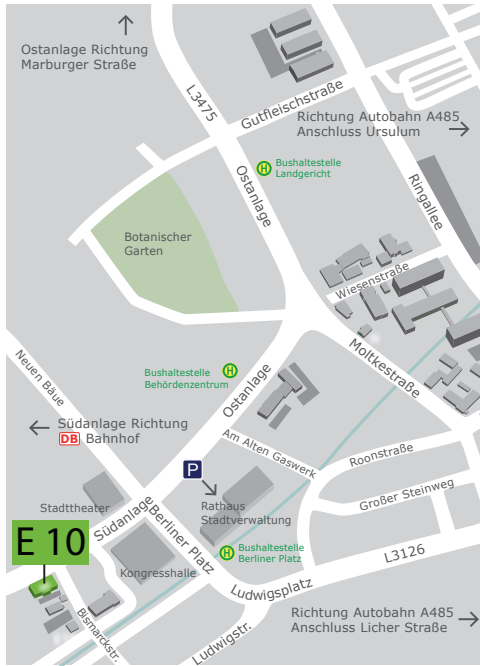 Ostanlage Richtung
Marburger Straße
L3475
Gutfleischstraße
Richtung Autobahn A485
Anschluss Ursulum
H
Bushaltestelle
Landgericht
Ostanlage
Ringallee
Botanischer
Garten
Wiesenstraße
Moltkestraße
Neuen Bäue
Bushaltestelle
Behördenzentrum
H
Ostanlage
Südanlage Richtung
DB Bahnhof
Am Alten Gaswerk
Roonstraße
P
Großer Steinweg
Rathaus
Stadtverwaltung
Stadttheater
Südanlage
Berliner Platz
E 10
H
Bushaltestelle
Berliner Platz
L3126
Kongresshalle
Ludwigsplatz
Bismarckstr.
Ludwigstr.
Richtung Autobahn A485
Anschluss Licher Straße